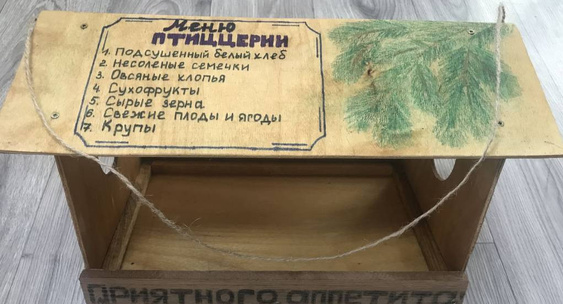 Меню
ПТИЦЦЕРИИ
1. Подсушенный белый хлеб
2. Несоленые семечки
3. Овсяные хлопья
4. Сухофрукты
5. Сырые зерна
6. Свежие плоды и ягоды
7. Крупы
Приятного аппетита